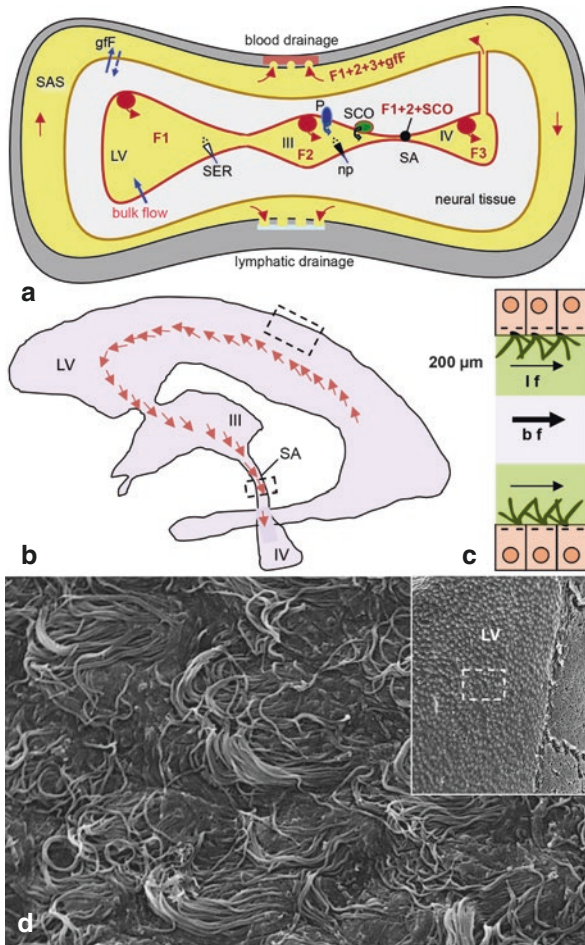 blood drainage
gfF
F1+2+3+gfF
SAS
P
SCO
F1+2+SCO
F1
III
F2
IV
F3
LV
SA
SER
np
bulk flow
neural tissue
lymphatic drainage
a
LV
III
SA
IV
b
200 µm
l f
b f
c
LV
d